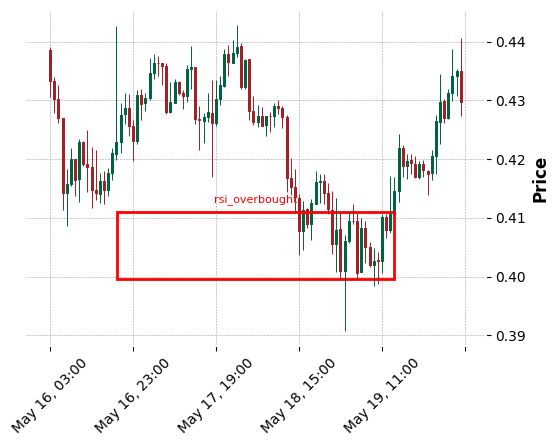 0.44
0.43
0.42
rsi_overbought
0.41
0.40
0.39
Price
May 16, 03:00
May 16, 23:00
May 17, 19:00
May 18, 15:00
May 19, 11:00